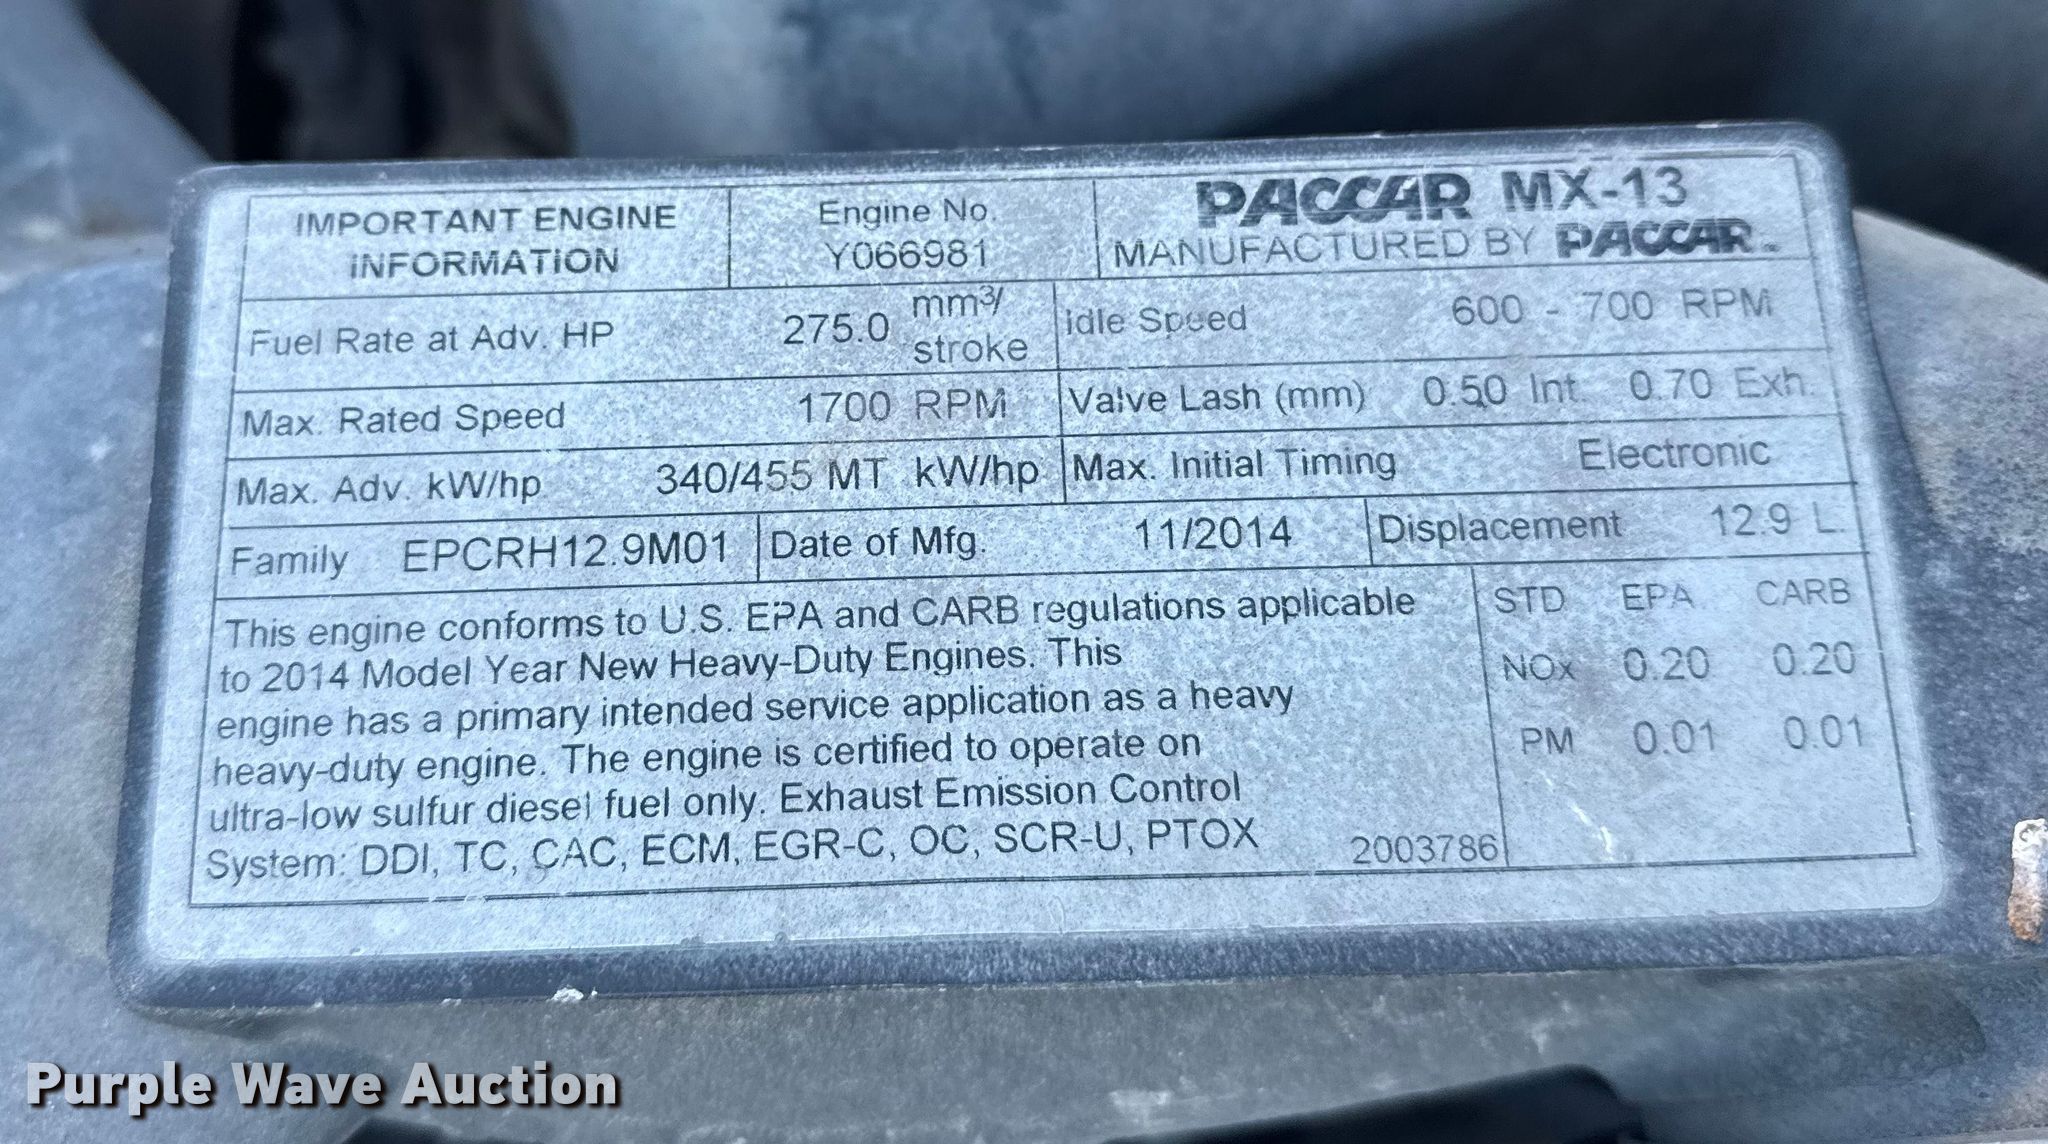 IMPORTANT ENGINE
INFORMATION
Engine No.
Y066981
PACCAR MX-13
MANUFACTURED BY PACCAR
Fuel Rate at Adv. HP 275.0 mm³/
stroke
Idle Speed 600 - 700 RPM
Max. Rated Speed 1700 RPM
Valve Lash (mm) 0.50 Int 0.70 Exh.
Max. Adv. kW/hp 340/455 MT kW/hp
Max. Initial Timing Electronic
Family EPCRH12.9M01
Date of Mfg. 11/2014
Displacement 12.9 L.
This engine conforms to U.S. EPA and CARB regulations applicable
to 2014 Model Year New Heavy-Duty Engines. This
engine has a primary intended service application as a heavy
heavy-duty engine. The engine is certified to operate on
ultra-low sulfur diesel fuel only. Exhaust Emission Control
System: DDI, TC, CAC, ECM, EGR-C, OC, SCR-U, PTOX
2003786
STD EPA CARB
NOx 0.20 0.20
PM 0.01 0.01
Purple Wave Auction